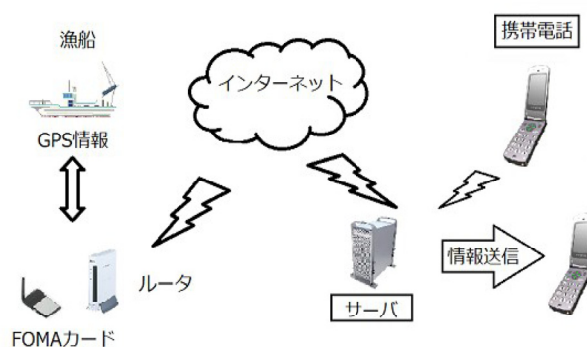 漁船
GPS情報
FOMAカード
ルータ
インターネット
サーバ
情報送信
携帯電話